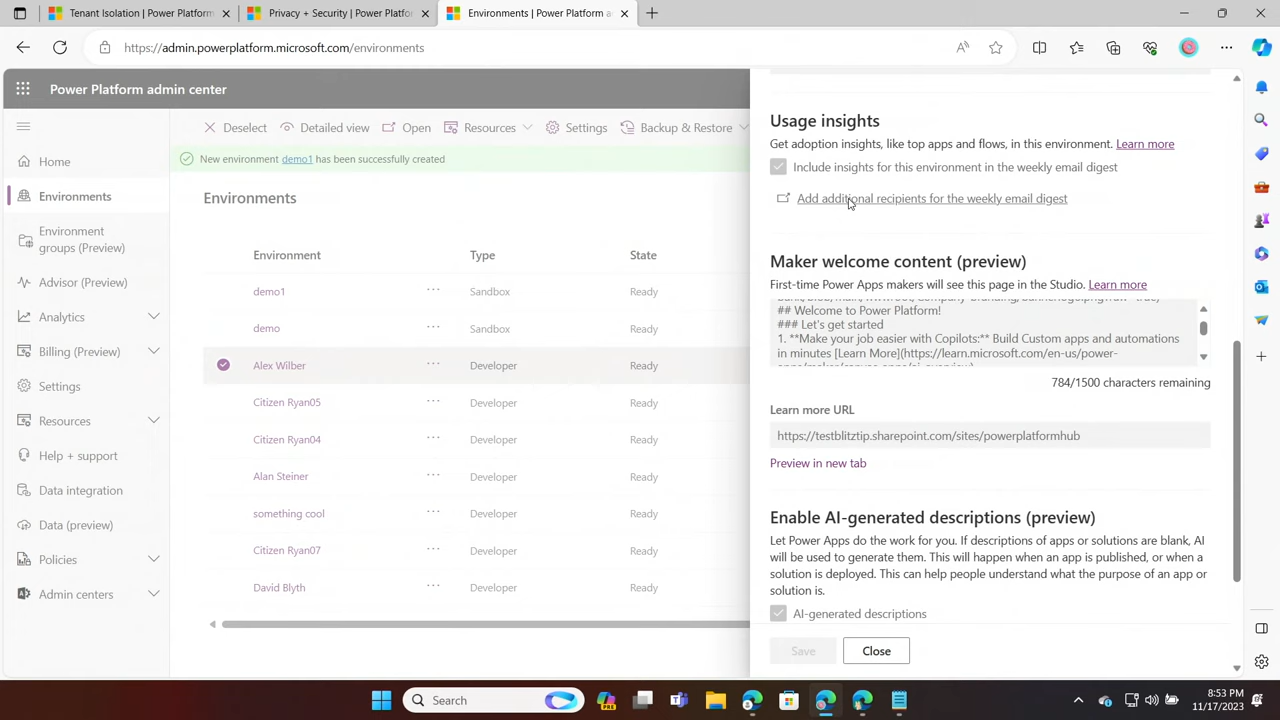 Tenant Isolation | Power Platform
Privacy + Security | Power Platfo
Environments | Power Platform a
https://admin.powerplatform.microsoft.com/environments
Power Platform admin center
Deselect
Detailed view
Open
Resources
Settings
Backup & Restore
New environment demo1 has been successfully created
Home
Environments
Environment
groups (Preview)
Advisor (Preview)
Analytics
Billing (Preview)
Settings
Resources
Help + support
Data integration
Data (preview)
Policies
Admin centers
Environments
Environment Type State
demo1 ··· Sandbox Ready
demo ··· Sandbox Ready
Alex Wilber ··· Developer Ready
Citizen Ryan05 ··· Developer Ready
Citizen Ryan04 ··· Developer Ready
Alan Steiner ··· Developer Ready
something cool ··· Developer Ready
Citizen Ryan07 ··· Developer Ready
David Blyth ··· Developer Ready
Usage insights
Get adoption insights, like top apps and flows, in this environment. Learn more
Include insights for this environment in the weekly email digest
Add additional recipients for the weekly email digest
Maker welcome content (preview)
First-time Power Apps makers will see this page in the Studio. Learn more
## Welcome to Power Platform!
### Let's get started
1. **Make your job easier with Copilots:** Build Custom apps and automations
in minutes [Learn More](https://learn.microsoft.com/en-us/power-
784/1500 characters remaining
Learn more URL
https://testblitztip.sharepoint.com/sites/powerplatformhub
Preview in new tab
Enable AI-generated descriptions (preview)
Let Power Apps do the work for you. If descriptions of apps or solutions are blank, AI
will be used to generate them. This will happen when an app is published, or when a
solution is deployed. This can help people understand what the purpose of an app or
solution is.
AI-generated descriptions
Save
Close
Search
PRE
8:53 PM
11/17/2023